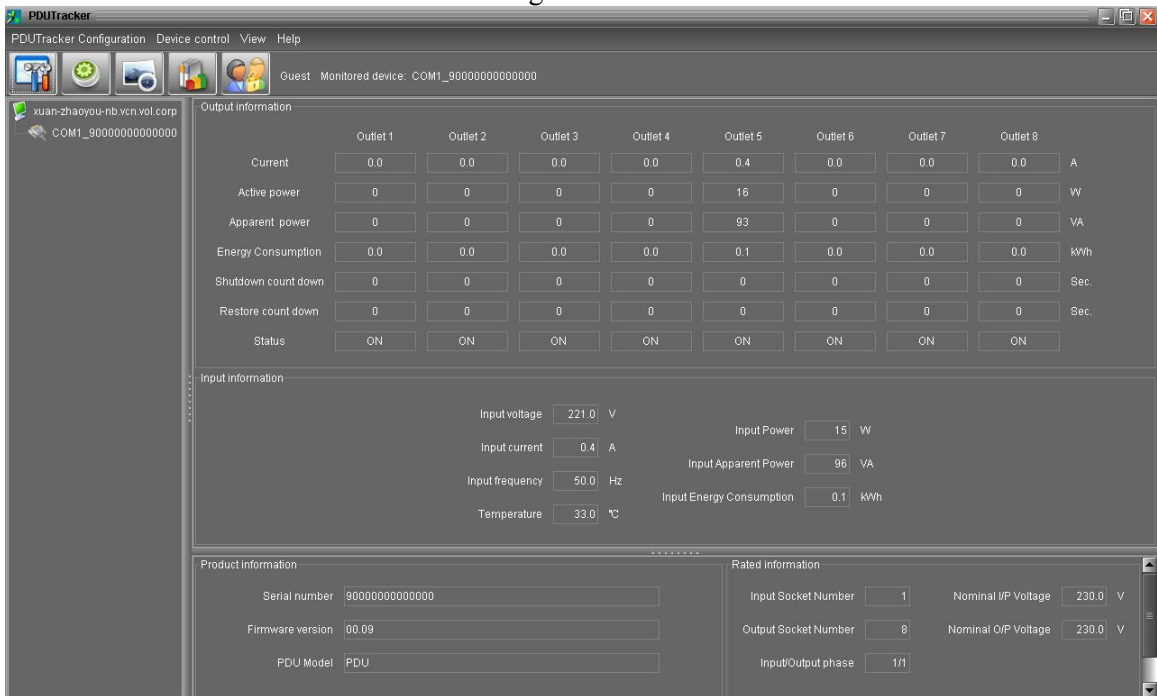 PDUTracker
PDUTracker Configuration Device control View Help
Guest Monitored device: COM1_90000000000000
xuan-zhaoyou-nb.vcn.vol.corp
COM1_90000000000000
Output information
Outlet 1 Outlet 2 Outlet 3 Outlet 4 Outlet 5 Outlet 6 Outlet 7 Outlet 8
Current 0.0 0.0 0.0 0.0 0.4 0.0 0.0 0.0 A
Active power 0 0 0 0 16 0 0 0 W
Apparent power 0 0 0 0 93 0 0 0 VA
Energy Consumption 0.0 0.0 0.0 0.0 0.1 0.0 0.0 0.0 kWh
Shutdown count down 0 0 0 0 0 0 0 0 Sec.
Restore count down 0 0 0 0 0 0 0 0 Sec.
Status ON ON ON ON ON ON ON ON
Input information
Input voltage 221.0 V
Input current 0.4 A
Input frequency 50.0 Hz
Temperature 33.0 °C
Input Power 15 W
Input Apparent Power 96 VA
Input Energy Consumption 0.1 kWh
Product information
Serial number 90000000000000
Firmware version 00.09
PDU Model PDU
Rated information
Input Socket Number 1 Nominal I/P Voltage 230.0 V
Output Socket Number 8 Nominal O/P Voltage 230.0 V
Input/Output phase 1/1